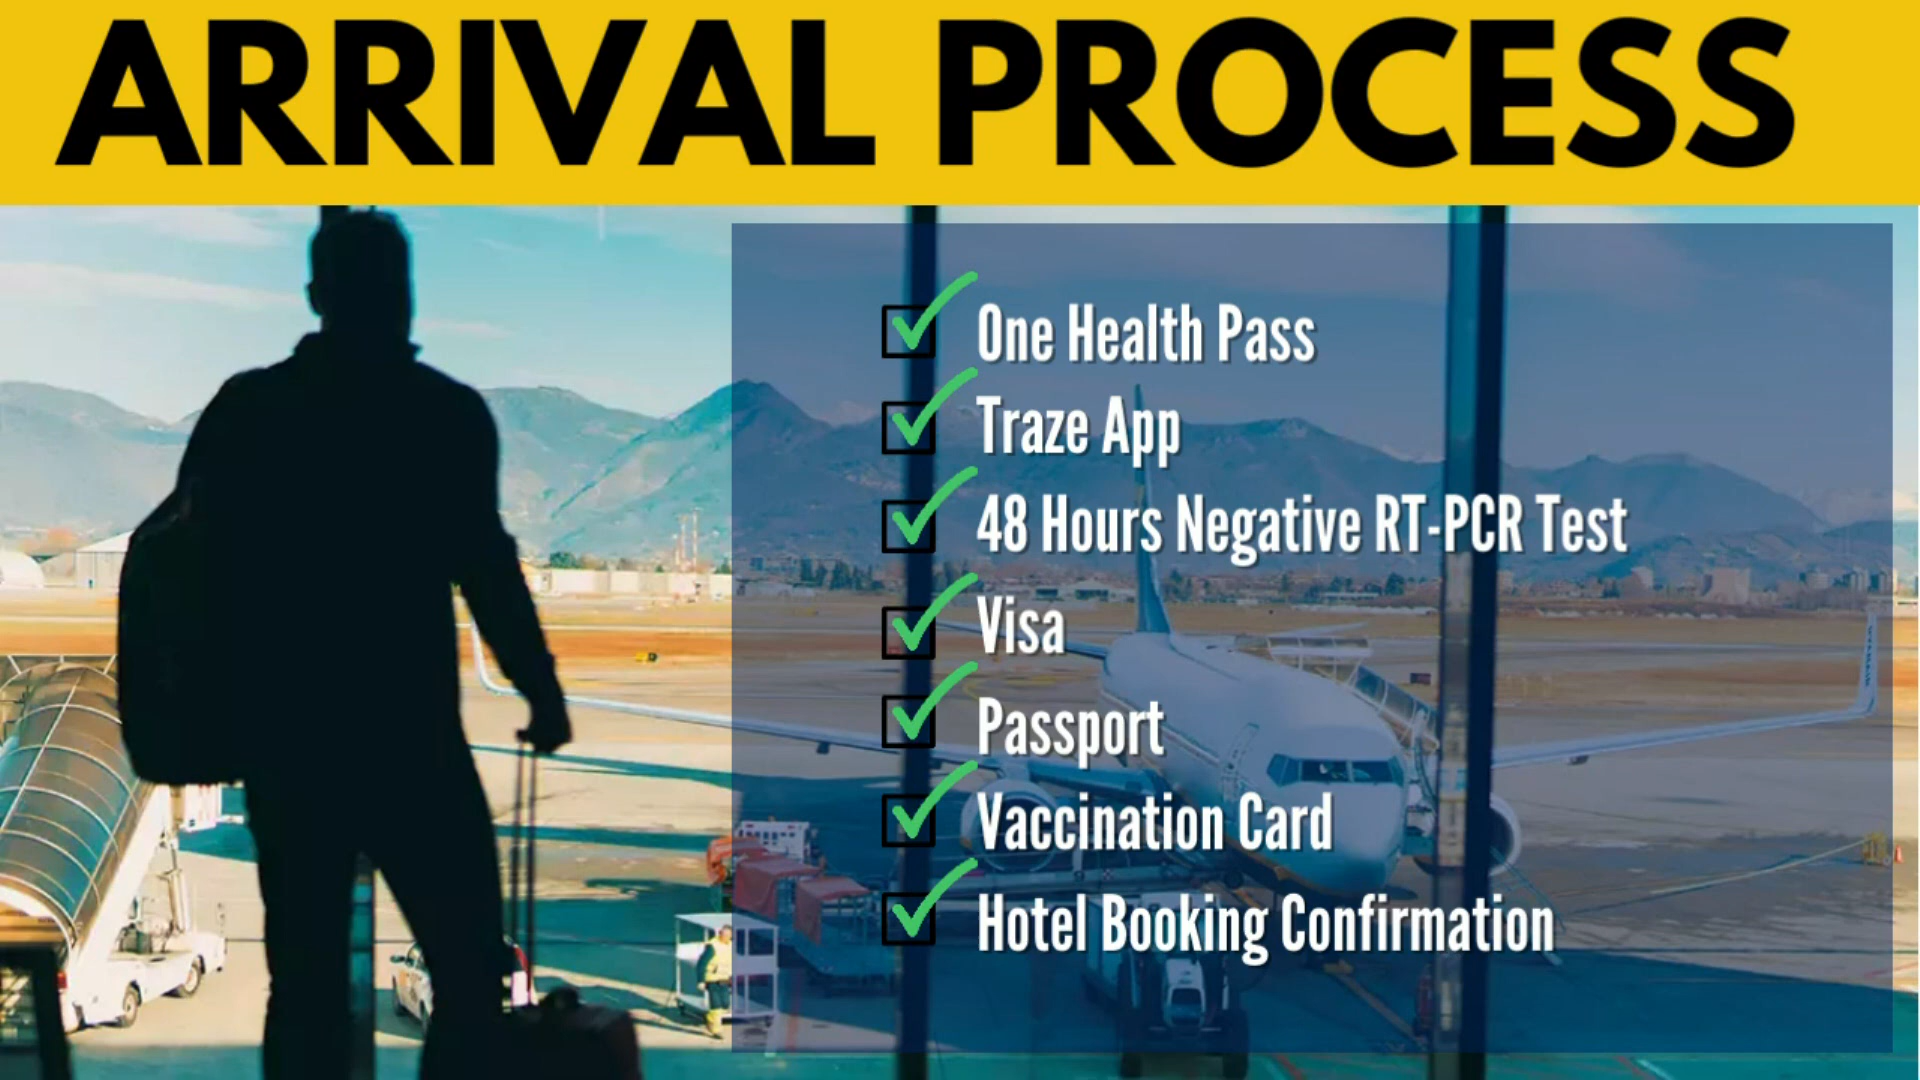 ARRIVAL PROCESS
One Health Pass
Traze App
48 Hours Negative RT-PCR Test
Visa
Passport
Vaccination Card
Hotel Booking Confirmation